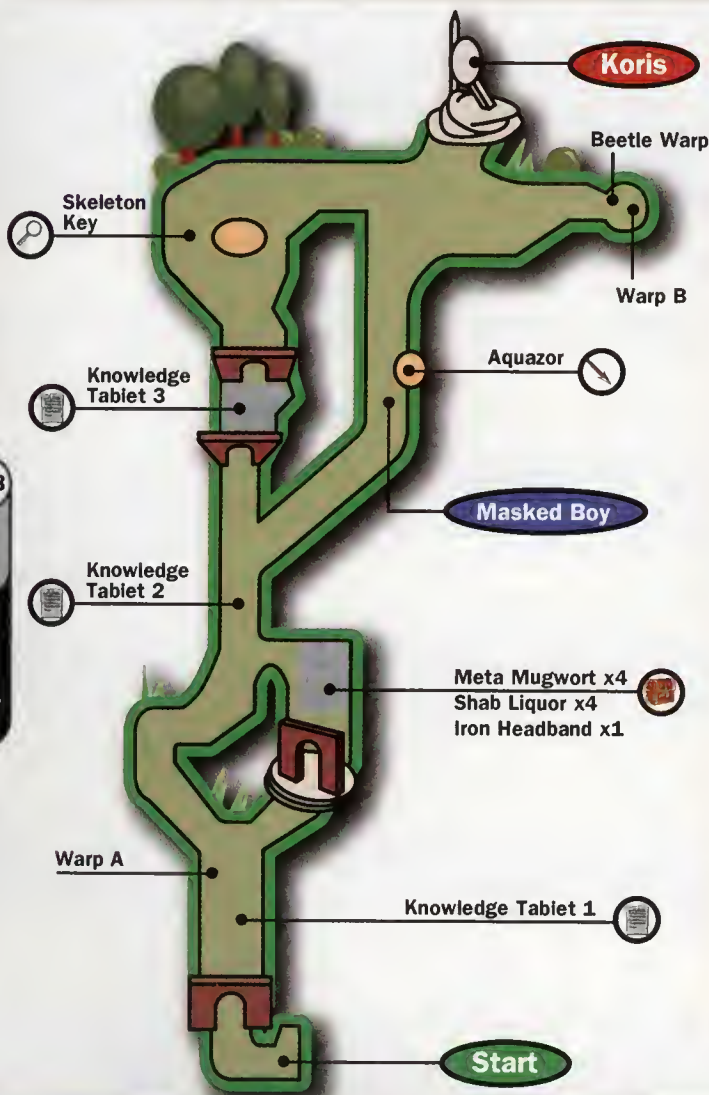 Koris
Beetle Warp
Skeleton
Key
Warp B
Aquazor
Knowledge
Tablet 3
Masked Boy
Knowledge
Tablet 2
Meta Mugwort x4
Shab Liquor x4
Iron Headband x1
Warp A
Knowledge Tablet 1
Start